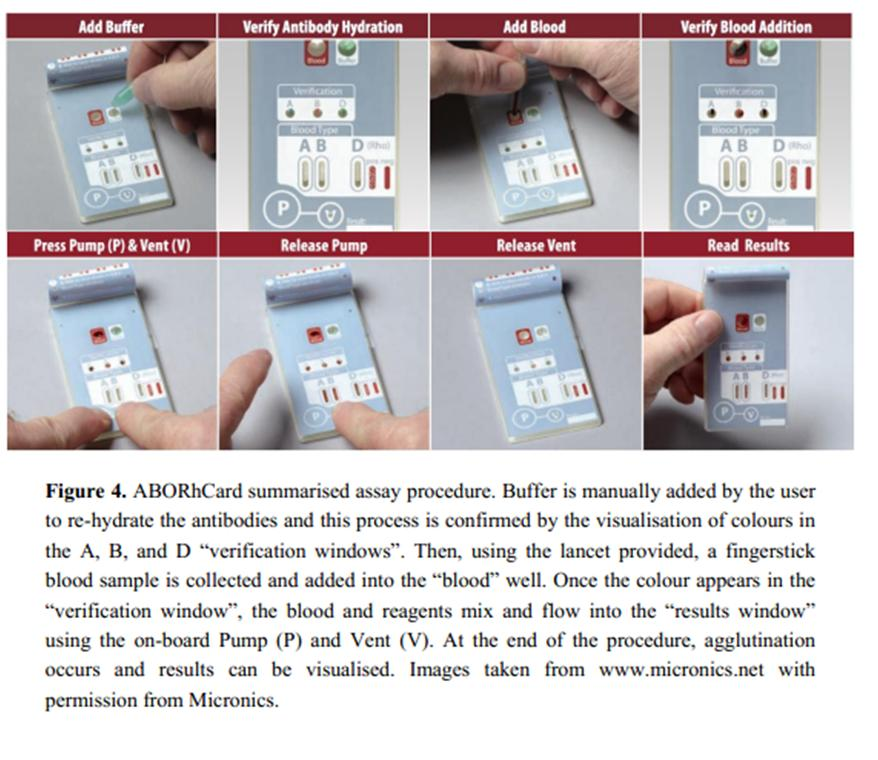 Add Buffer
Verify Antibody Hydration
Add Blood
Verify Blood Addition
Blood
Buffer
Verification
A B D
Blood Type
A B D (Rho)
pos neg
P V
Result:
Blood
Buffer
Verification
A B D
Blood Type
A B D (Rho)
pos neg
P V
Result:
Press Pump (P) & Vent (V)
Release Pump
Release Vent
Read Results
A B D
P V
A B D
P
A B D
P V
A B D
P V
Figure 4. ABORhCard summarised assay procedure. Buffer is manually added by the user
to re-hydrate the antibodies and this process is confirmed by the visualisation of colours in
the A, B, and D “verification windows”. Then, using the lancet provided, a fingerstick
blood sample is collected and added into the “blood” well. Once the colour appears in the
“verification window”, the blood and reagents mix and flow into the “results window”
using the on-board Pump (P) and Vent (V). At the end of the procedure, agglutination
occurs and results can be visualised. Images taken from www.micronics.net with
permission from Micronics.